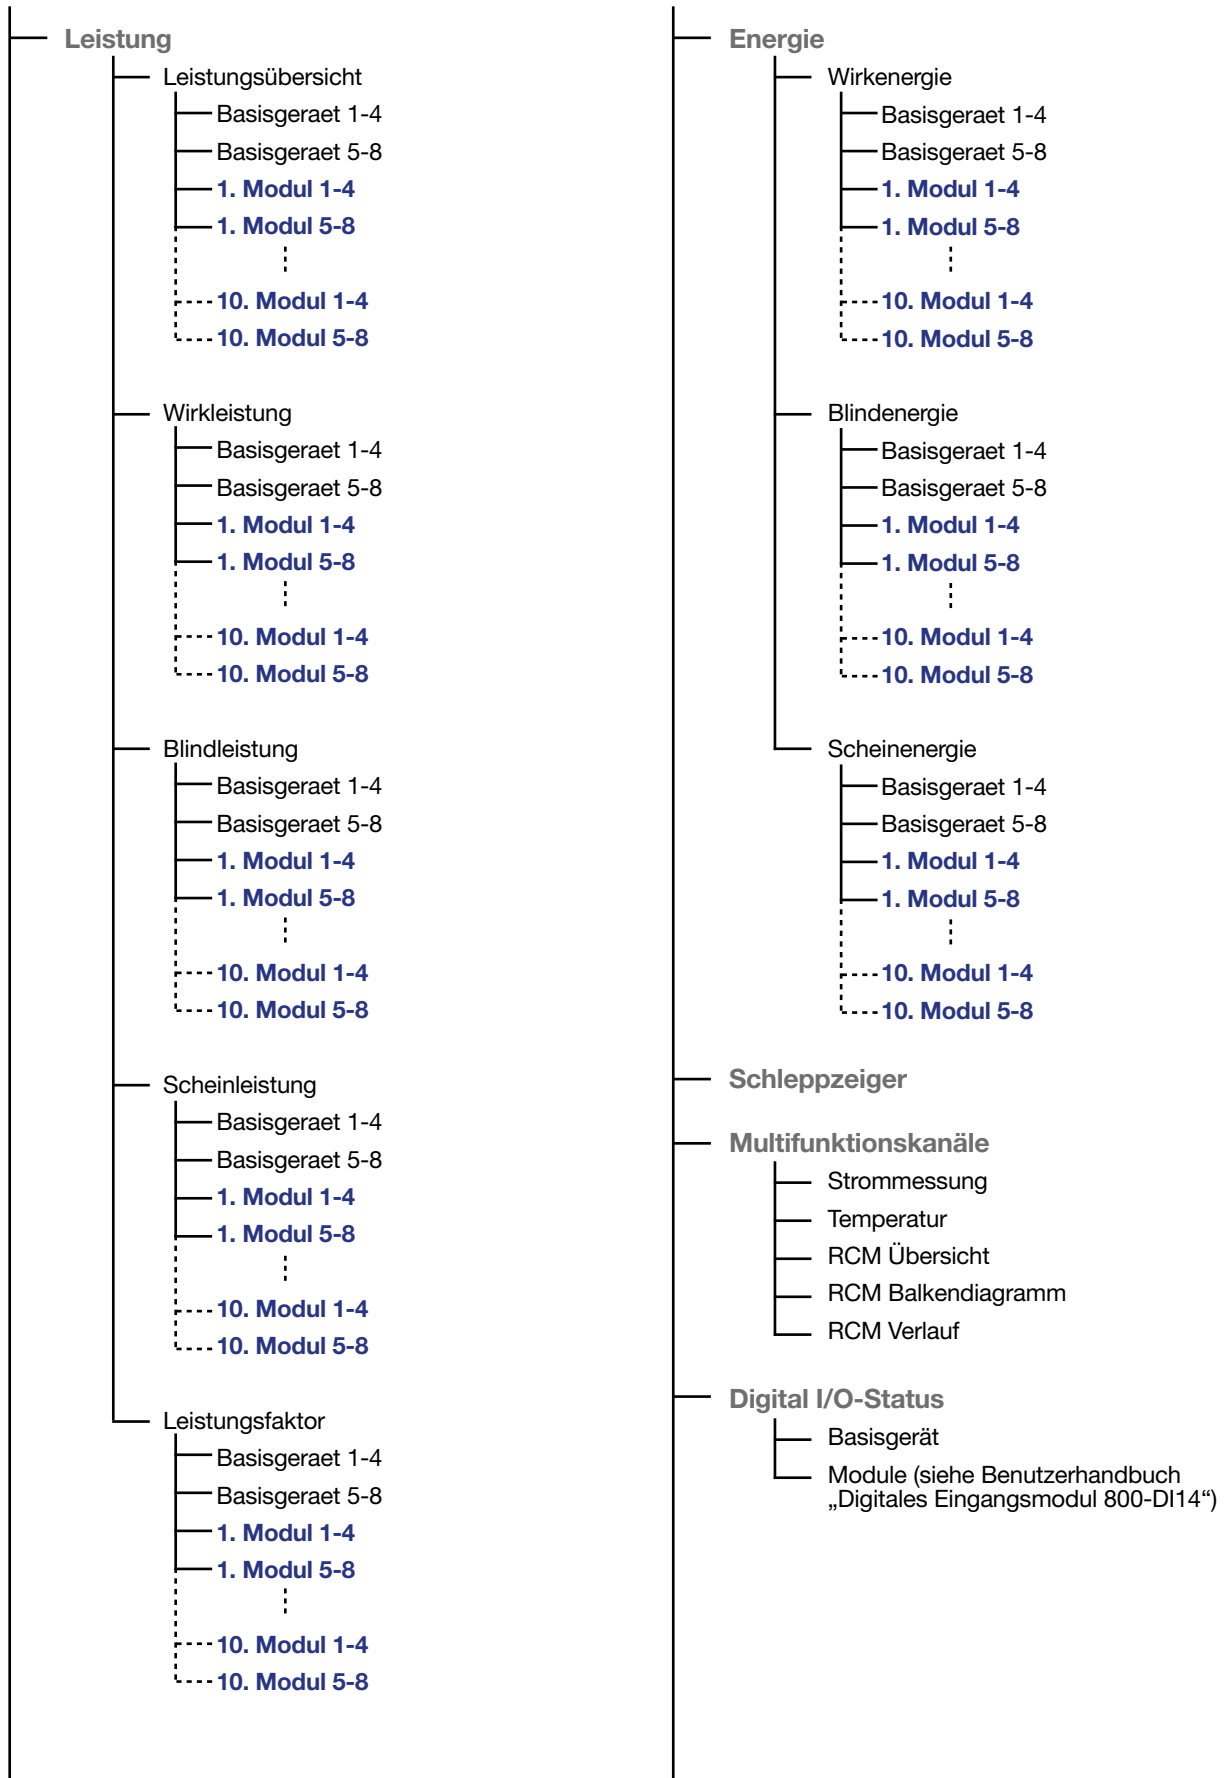 Leistung
Leistungsübersicht
Basisgeraet 1-4
Basisgeraet 5-8
1. Modul 1-4
1. Modul 5-8
10. Modul 1-4
10. Modul 5-8
Wirkleistung
Basisgeraet 1-4
Basisgeraet 5-8
1. Modul 1-4
1. Modul 5-8
10. Modul 1-4
10. Modul 5-8
Blindleistung
Basisgeraet 1-4
Basisgeraet 5-8
1. Modul 1-4
1. Modul 5-8
10. Modul 1-4
10. Modul 5-8
Scheinleistung
Basisgeraet 1-4
Basisgeraet 5-8
1. Modul 1-4
1. Modul 5-8
10. Modul 1-4
10. Modul 5-8
Leistungsfaktor
Basisgeraet 1-4
Basisgeraet 5-8
1. Modul 1-4
1. Modul 5-8
10. Modul 1-4
10. Modul 5-8
Energie
Wirkenergie
Basisgeraet 1-4
Basisgeraet 5-8
1. Modul 1-4
1. Modul 5-8
10. Modul 1-4
10. Modul 5-8
Blindenergie
Basisgeraet 1-4
Basisgeraet 5-8
1. Modul 1-4
1. Modul 5-8
10. Modul 1-4
10. Modul 5-8
Scheinenergie
Basisgeraet 1-4
Basisgeraet 5-8
1. Modul 1-4
1. Modul 5-8
10. Modul 1-4
10. Modul 5-8
Schleppzeiger
Multifunktionskanäle
Strommessung
Temperatur
RCM Übersicht
RCM Balkendiagramm
RCM Verlauf
Digital I/O-Status
Basisgerät
Module (siehe Benutzerhandbuch
„Digitales Eingangsmodul 800-DI14“)